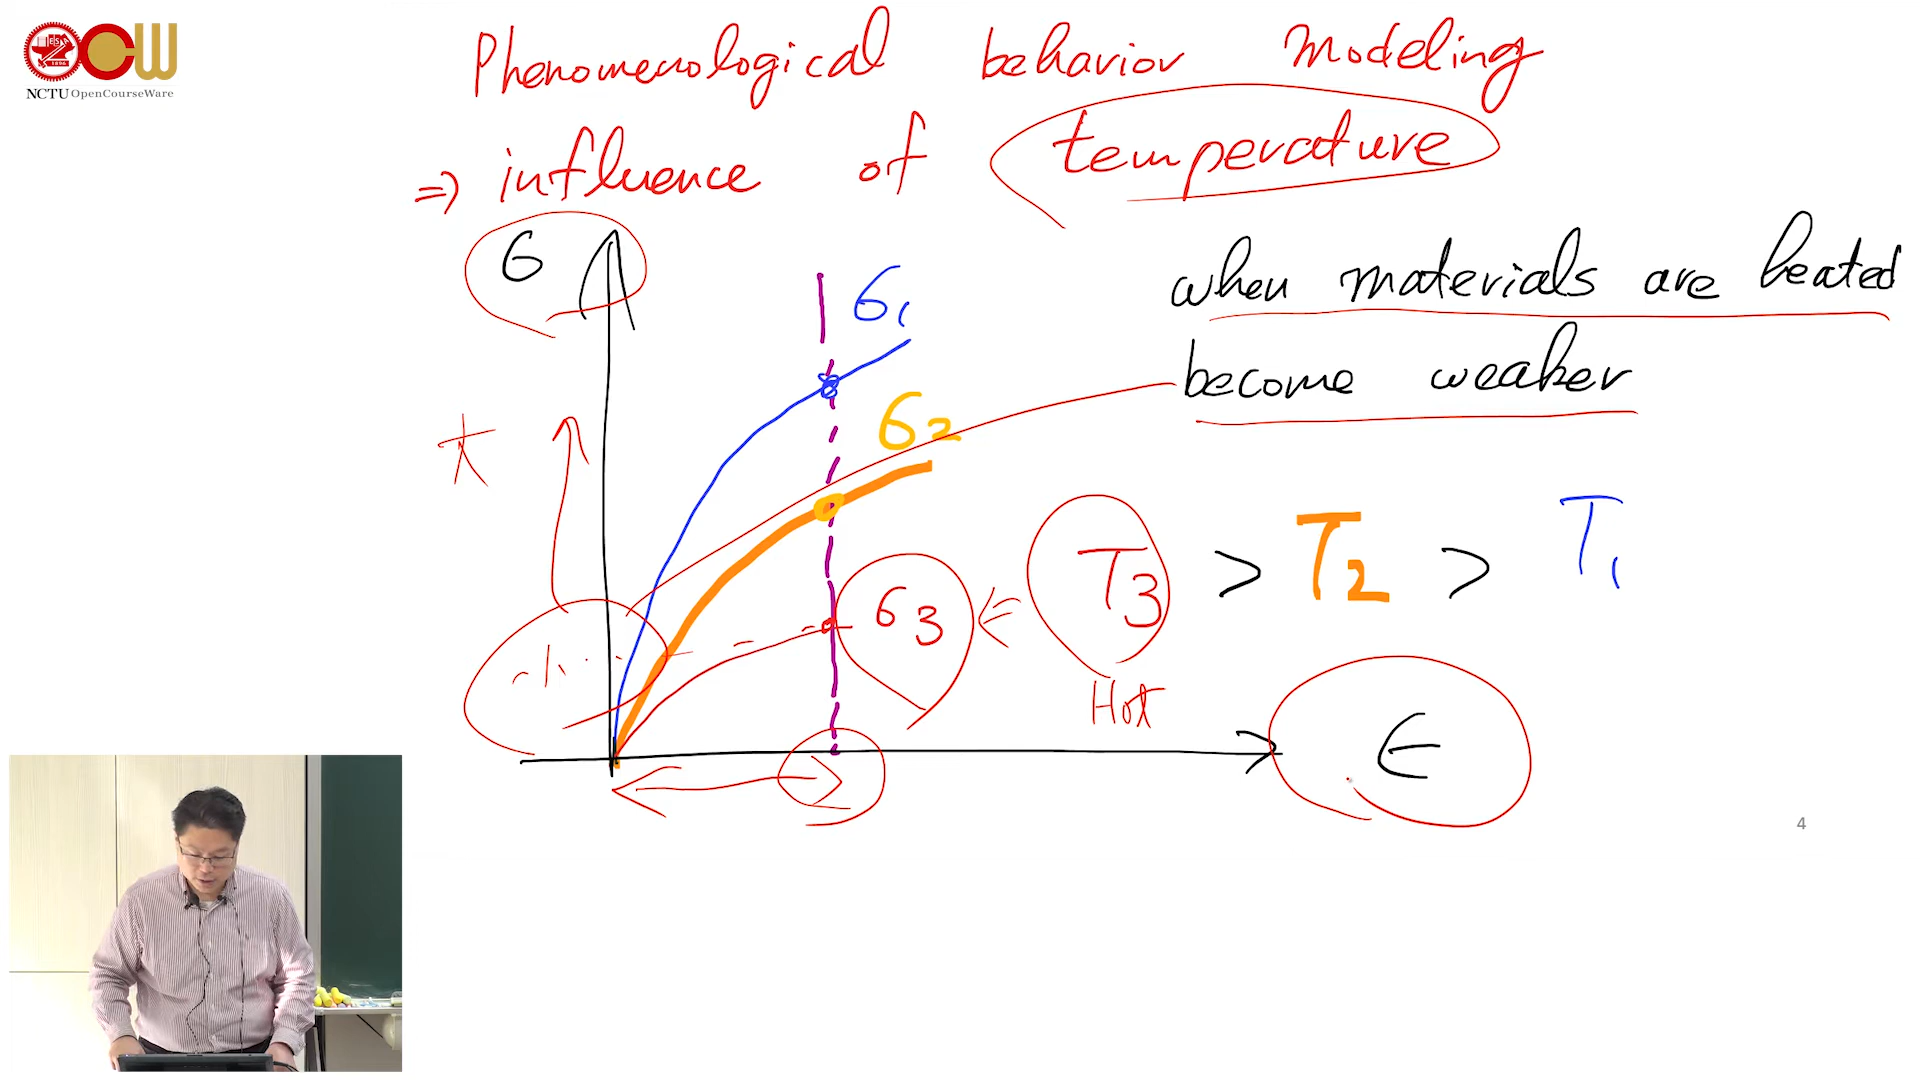 NCTU OpenCourseWare
Phenomenological behavior modeling
⇒ influence of temperature
σ
σ₁
when materials are heated
become weaker
σ₂
σ₃ ⇐ T₃ > T₂ > T₁
Hot
ϵ
4